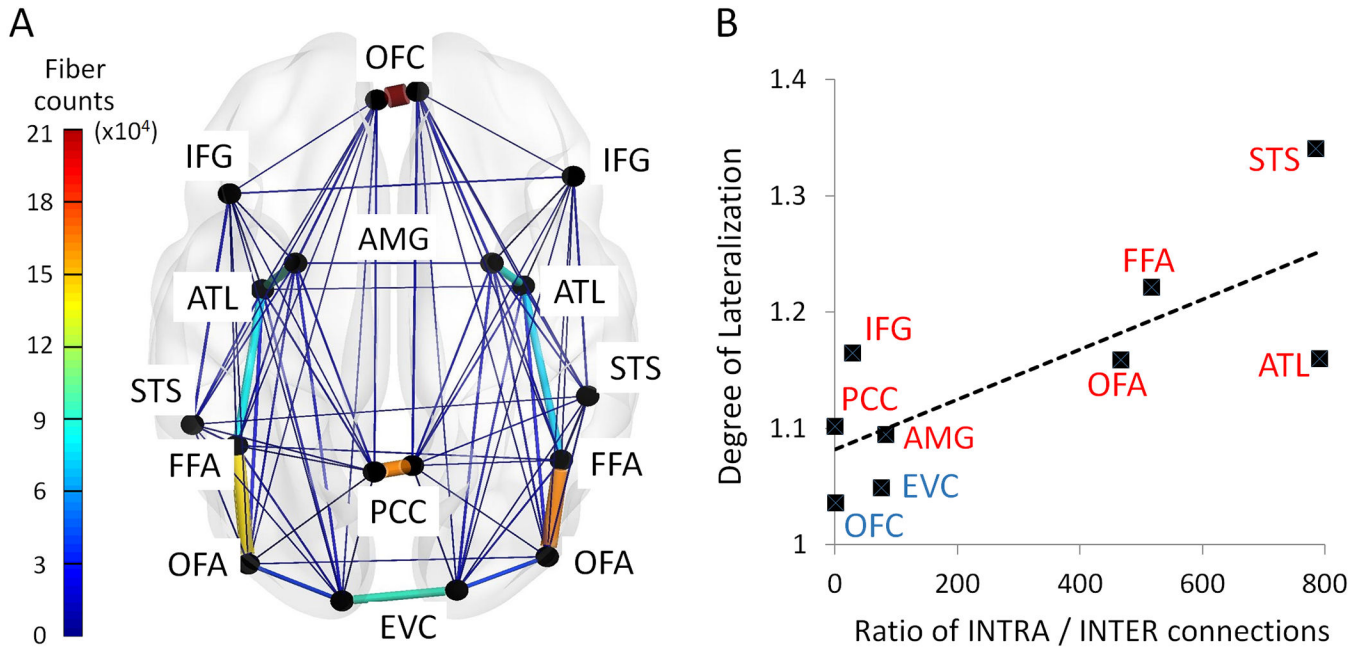 A
Fiber
counts
(x10⁴)
21
18
15
12
9
6
3
0
OFC
IFG
IFG
AMG
ATL
ATL
STS
STS
FFA
FFA
PCC
OFA
OFA
EVC
B
Degree of Lateralization
1.4
1.3
1.2
1.1
1
STS
FFA
IFG
OFA
ATL
PCC
AMG
EVC
OFC
0
200
400
600
800
Ratio of INTRA / INTER connections